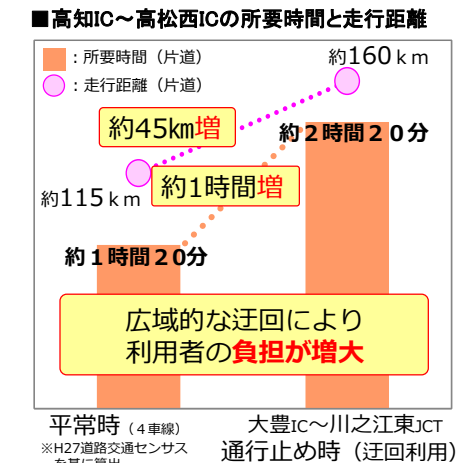 ■高知IC～高松西ICの所要時間と走行距離
：所要時間（片道）
：走行距離（片道）
約160ｋｍ
約45㎞増
約２時間２０分
約1時間増
約115ｋｍ
約１時間２０分
広域的な迂回により
利用者の負担が増大
平常時（４車線）
大豊IC～川之江東JCT
通行止め時（迂回利用）
※H27道路交通センサス